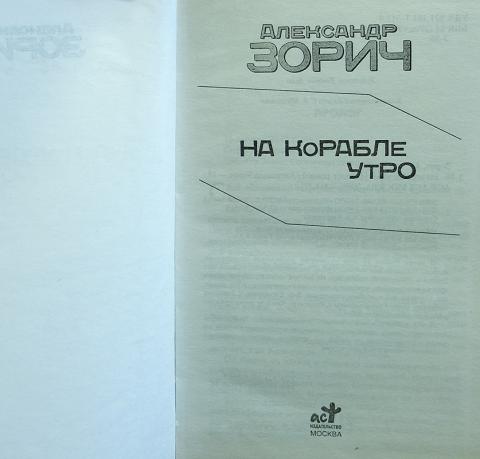 Александр
ЗОРИЧ
НА КОРАБЛЕ
УТРО
аст
ИЗДАТЕЛЬСТВО
МОСКВА